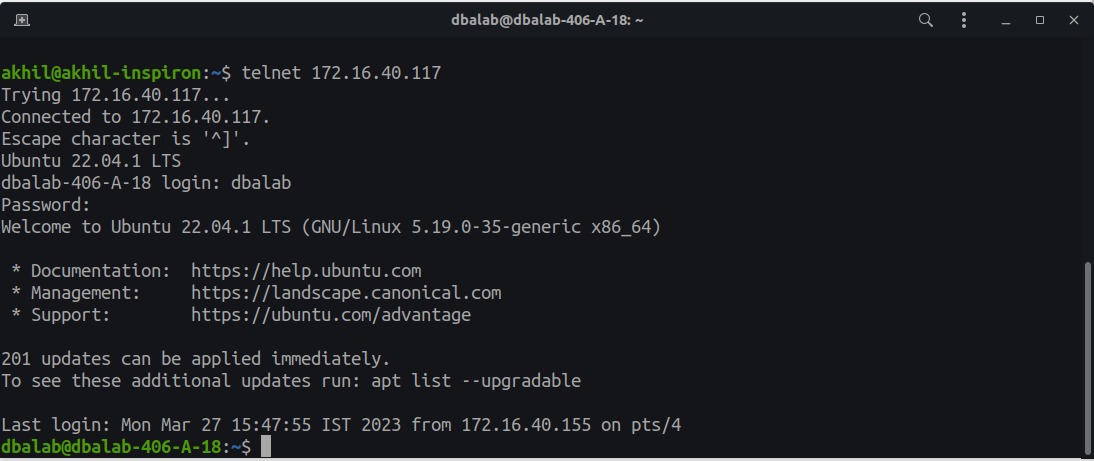 dbalab@dbalab-406-A-18: ~
akhil@akhil-inspiron:~$ telnet 172.16.40.117
Trying 172.16.40.117...
Connected to 172.16.40.117.
Escape character is '^]'.
Ubuntu 22.04.1 LTS
dbalab-406-A-18 login: dbalab
Password:
Welcome to Ubuntu 22.04.1 LTS (GNU/Linux 5.19.0-35-generic x86_64)

 * Documentation:  https://help.ubuntu.com
 * Management:     https://landscape.canonical.com
 * Support:        https://ubuntu.com/advantage

201 updates can be applied immediately.
To see these additional updates run: apt list --upgradable

Last login: Mon Mar 27 15:47:55 IST 2023 from 172.16.40.155 on pts/4
dbalab@dbalab-406-A-18:~$